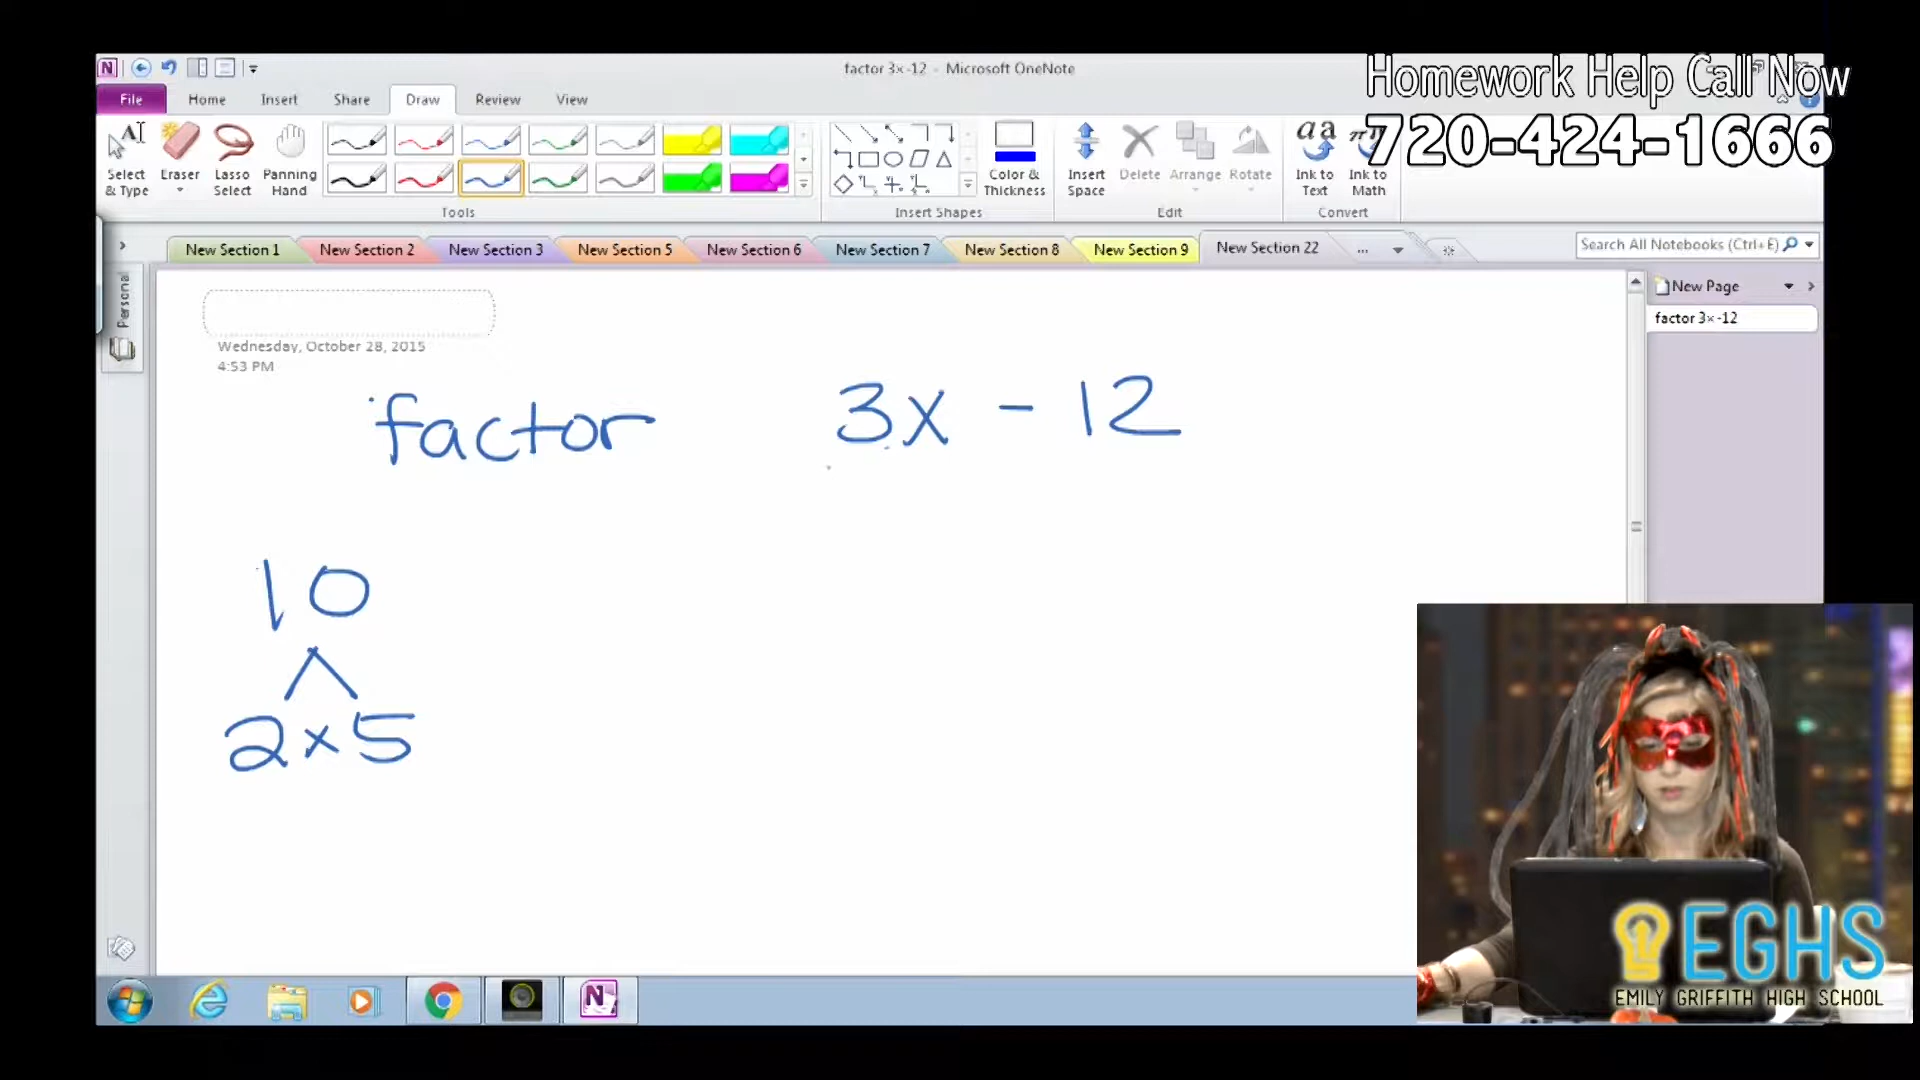 factor 3x-12 - Microsoft OneNote
Homework Help Call Now
720-424-1666
File Home Insert Share Draw Review View
Select & Type
Eraser
Lasso Select
Panning Hand
Color & Thickness
Insert Space
Delete
Arrange
Rotate
Ink to Text
Ink to Math
Tools
Insert Shapes
Edit
Convert
New Section 1 New Section 2 New Section 3 New Section 5 New Section 6 New Section 7 New Section 8 New Section 9 New Section 22 ...
Search All Notebooks (Ctrl+E)
Personal
New Page
factor 3x-12
Wednesday, October 28, 2015
4:53 PM
factor 3x - 12
10
2 x 5
EGHS
EMILY GRIFFITH HIGH SCHOOL